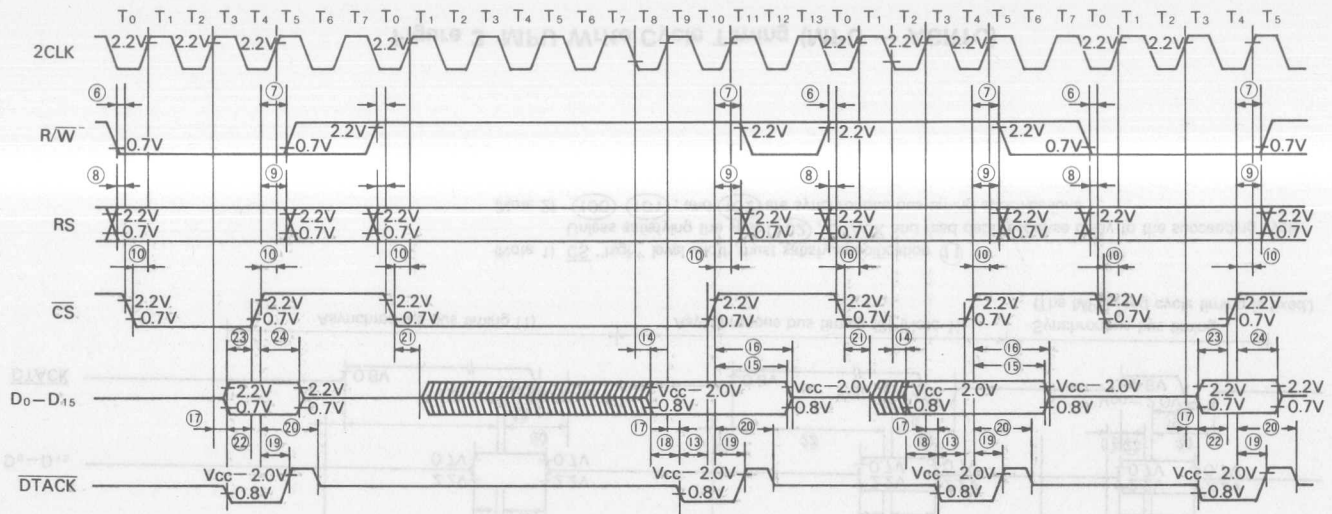 T0 T1 T2 T3 T4 T5 T6 T7 T0 T1 T2 T3 T4 T5 T6 T7 T8 T9 T10 T11 T12 T13 T0 T1 T2 T3 T4 T5 T6 T7 T0 T1 T2 T3 T4 T5
2CLK 2.2V 2.2V 2.2V 2.2V 2.2V 2.2V 2.2V 2.2V 2.2V 2.2V
⑥ ⑦ ⑦ ⑥ ⑦ ⑥ ⑦
R/W̅ 2.2V 2.2V 2.2V 2.2V
0.7V 0.7V 0.7V 0.7V
⑧ ⑨ ⑨ ⑧ ⑨ ⑧ ⑨
RS 2.2V 2.2V 2.2V 2.2V 2.2V 2.2V 2.2V 2.2V
0.7V 0.7V 0.7V 0.7V 0.7V 0.7V 0.7V 0.7V
⑩ ⑩ ⑩ ⑩ ⑩ ⑩ ⑩ ⑩
C̅S̅ 2.2V 2.2V 2.2V 2.2V 2.2V 2.2V 2.2V 2.2V
0.7V 0.7V 0.7V 0.7V 0.7V 0.7V 0.7V 0.7V
㉓ ㉔ ㉑ ⑭ ⑯ ㉑ ⑭ ⑯ ㉓ ㉔
⑮ ⑮
D0–D15 2.2V 2.2V Vcc–2.0V Vcc–2.0V Vcc–2.0V Vcc–2.0V 2.2V 2.2V
0.7V 0.7V 0.8V 0.8V 0.8V 0.8V 0.7V 0.7V
⑰ ⑳ ⑰ ⑳ ⑰ ⑳ ⑰ ⑳
㉒ ⑲ ⑱ ⑬ ⑲ ⑱ ⑬ ⑲ ㉒ ⑲
D̅T̅A̅C̅K̅ Vcc–2.0V Vcc–2.0V Vcc–2.0V Vcc–2.0V
0.8V 0.8V 0.8V 0.8V